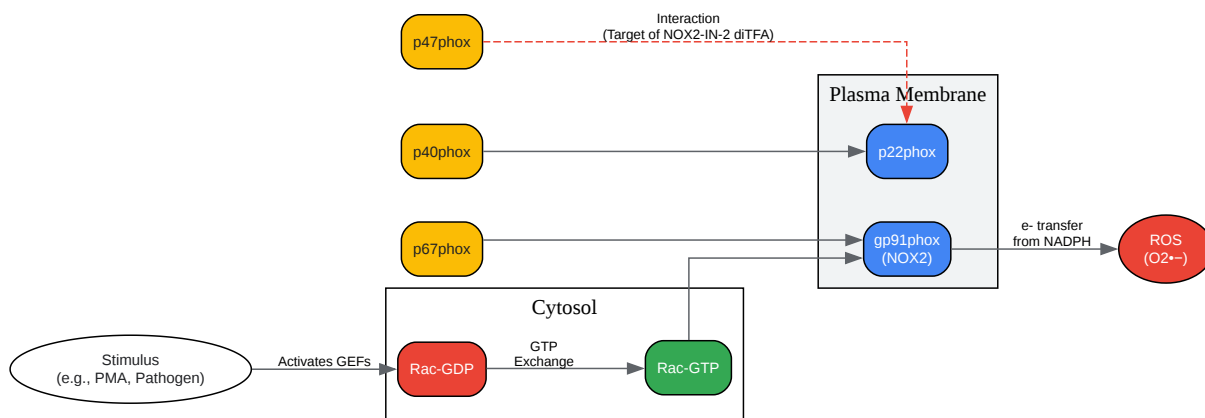 Interaction
(Target of NOX2-IN-2 diTFA)
p47phox
Plasma Membrane
p40phox
p22phox
p67phox
gp91phox
(NOX2)
e- transfer
from NADPH
ROS
(O2•−)
Cytosol
Stimulus
(e.g., PMA, Pathogen)
Activates GEFs
Rac-GDP
GTP
Exchange
Rac-GTP